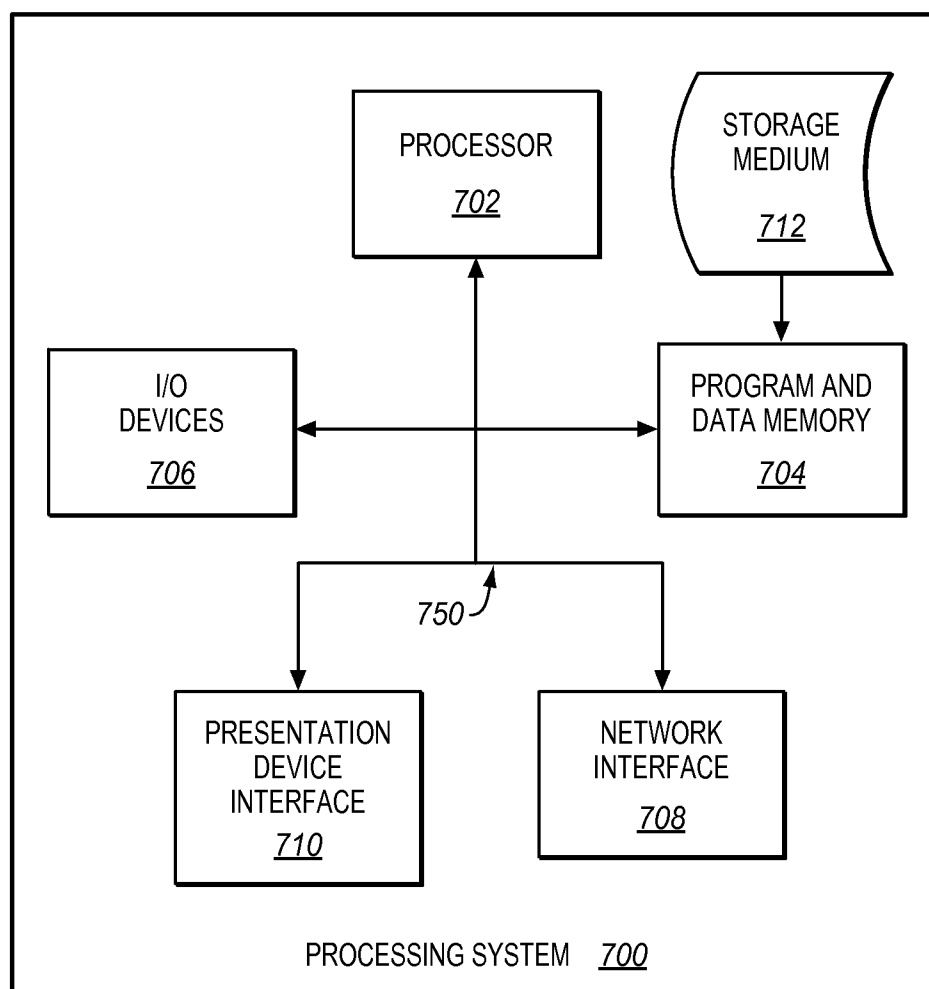 PROCESSOR
702
STORAGE
MEDIUM
712
I/O
DEVICES
706
PROGRAM AND
DATA MEMORY
704
750
PRESENTATION
DEVICE
INTERFACE
710
NETWORK
INTERFACE
708
PROCESSING SYSTEM 700